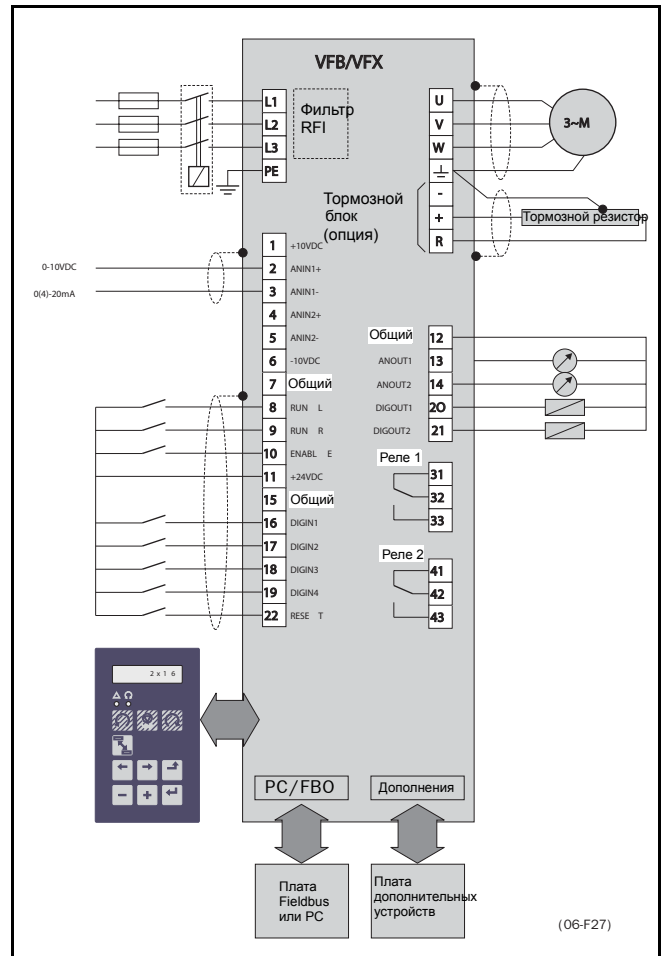 VFB/VFX
L1
L2
L3
PE
Фильтр
RFI
U
V
W
-
+
R
3~M
Тормозной
блок
(опция)
Тормозной резистор
0-10VDC
0(4)-20mA
1 +10VDC
2 ANIN1+
3 ANIN1-
4 ANIN2+
5 ANIN2-
6 -10VDC
7 Общий
8 RUN L
9 RUN R
10 ENABL E
11 +24VDC
15 Общий
16 DIGIN1
17 DIGIN2
18 DIGIN3
19 DIGIN4
22 RESE T
Общий 12
ANOUT1 13
ANOUT2 14
DIGOUT1 20
DIGOUT2 21
Реле 1
31
32
33
Реле 2
41
42
43
2 x 1 6
PC/FBO
Дополнения
Плата
Fieldbus
или PC
Плата
дополнительных
устройств
(06-F27)